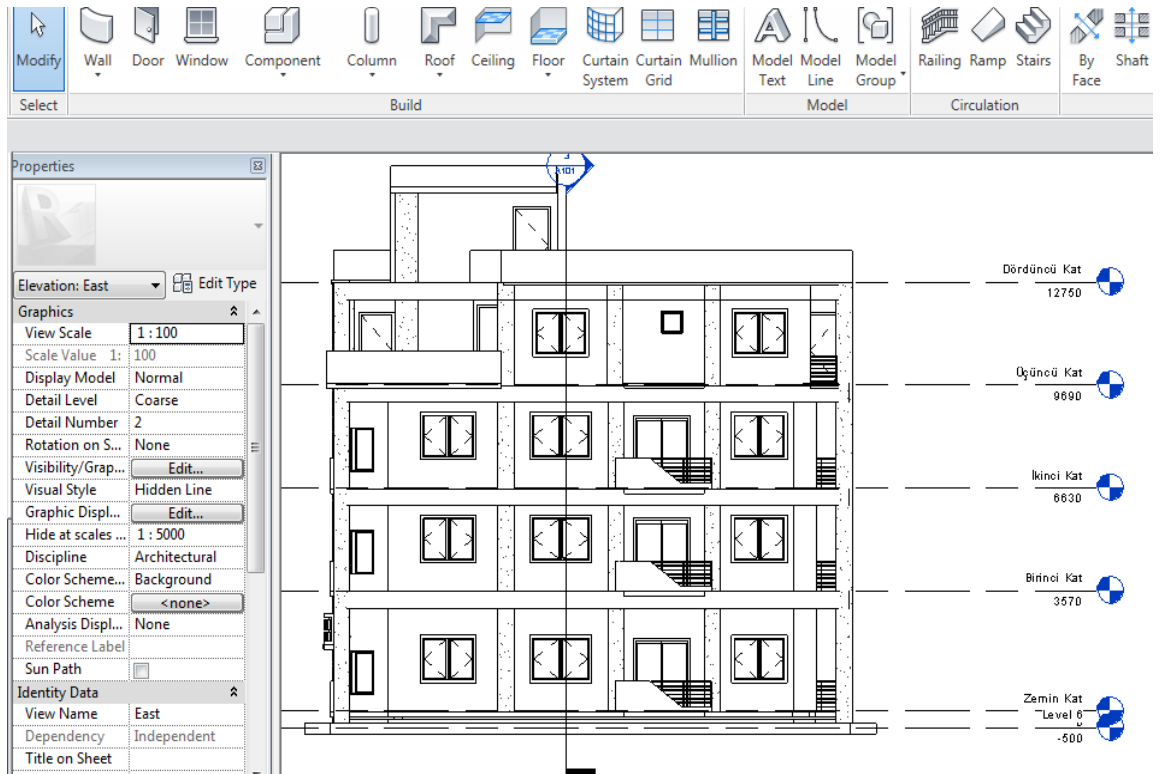 Modify
Wall Door Window Component Column Roof Ceiling Floor Curtain System Curtain Grid Mullion Model Text Model Line Model Group Railing Ramp Stairs By Face Shaft
Select Build Model Circulation
Properties
Elevation: East Edit Type
Graphics
View Scale 1 : 100
Scale Value 1: 100
Display Model Normal
Detail Level Coarse
Detail Number 2
Rotation on S... None
Visibility/Grap... Edit...
Visual Style Hidden Line
Graphic Displ... Edit...
Hide at scales ... 1 : 5000
Discipline Architectural
Color Scheme... Background
Color Scheme <none>
Analysis Displ... None
Reference Label
Sun Path
Identity Data
View Name East
Dependency Independent
Title on Sheet
A101
Dördüncü Kat
12750
Üçüncü Kat
9690
İkinci Kat
6630
Birinci Kat
3570
Zemin Kat
Level 6
-500